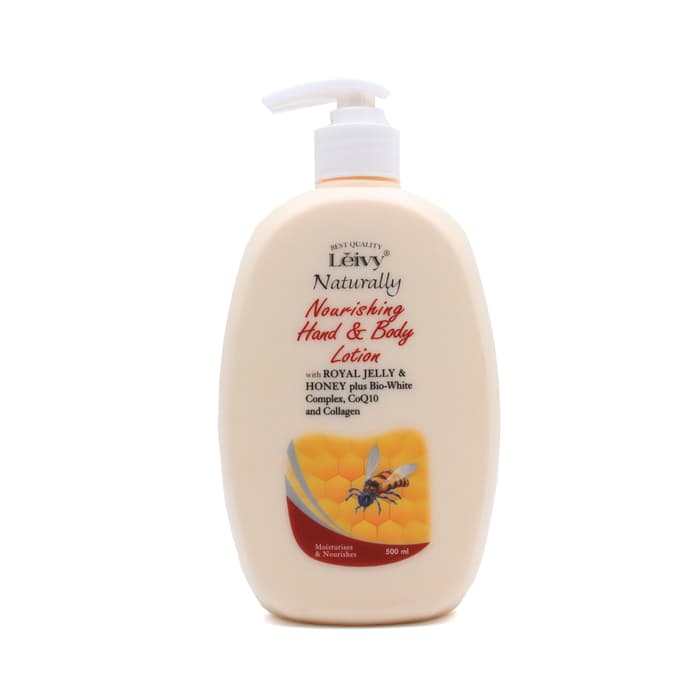 BEST QUALITY
Lĕivy®
Naturally
Nourishing
Hand & Body
Lotion
with ROYAL JELLY &
HONEY plus Bio-White
Complex, CoQ10
and Collagen
Moisturises
& Nourishes
500 ml